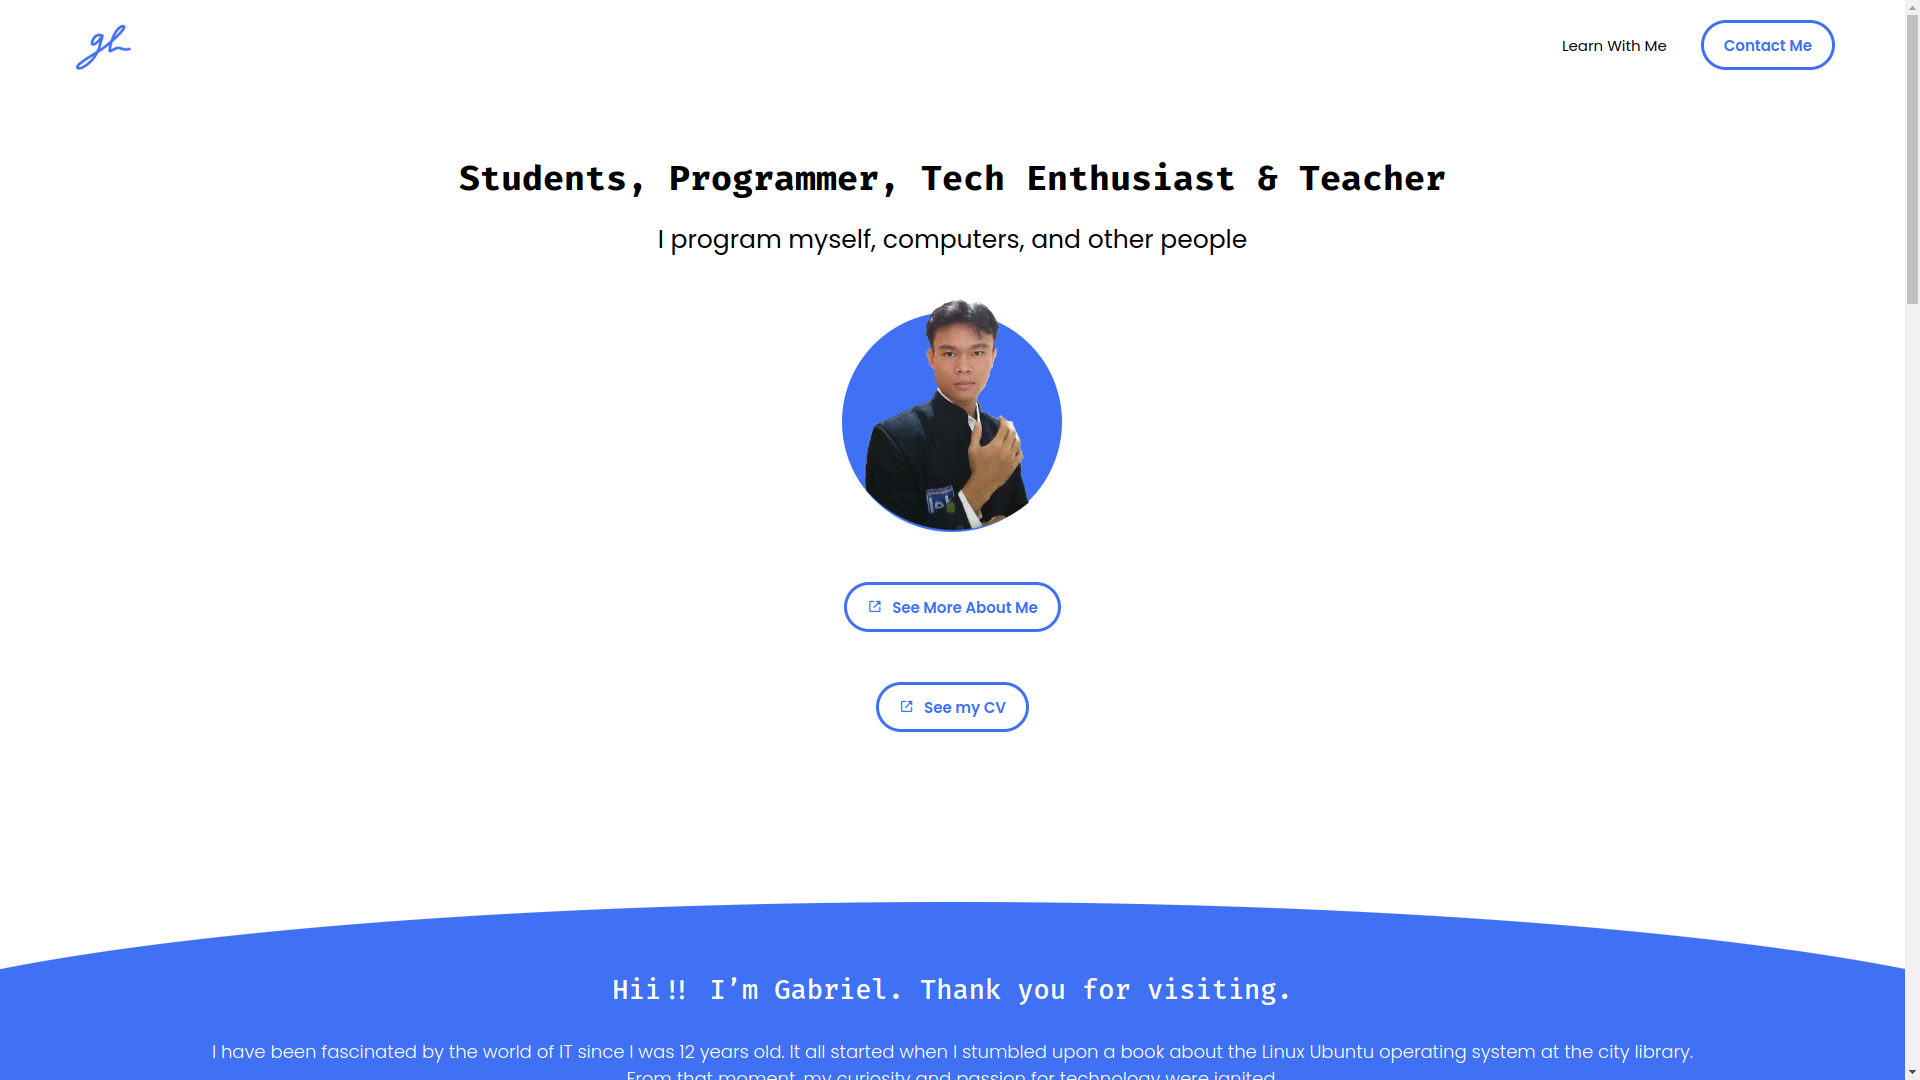 gh
Learn With Me
Contact Me
Students, Programmer, Tech Enthusiast & Teacher
I program myself, computers, and other people
See More About Me
See my CV
Hii!! I’m Gabriel. Thank you for visiting.
I have been fascinated by the world of IT since I was 12 years old. It all started when I stumbled upon a book about the Linux Ubuntu operating system at the city library.
From that moment, my curiosity and passion for technology were ignited.